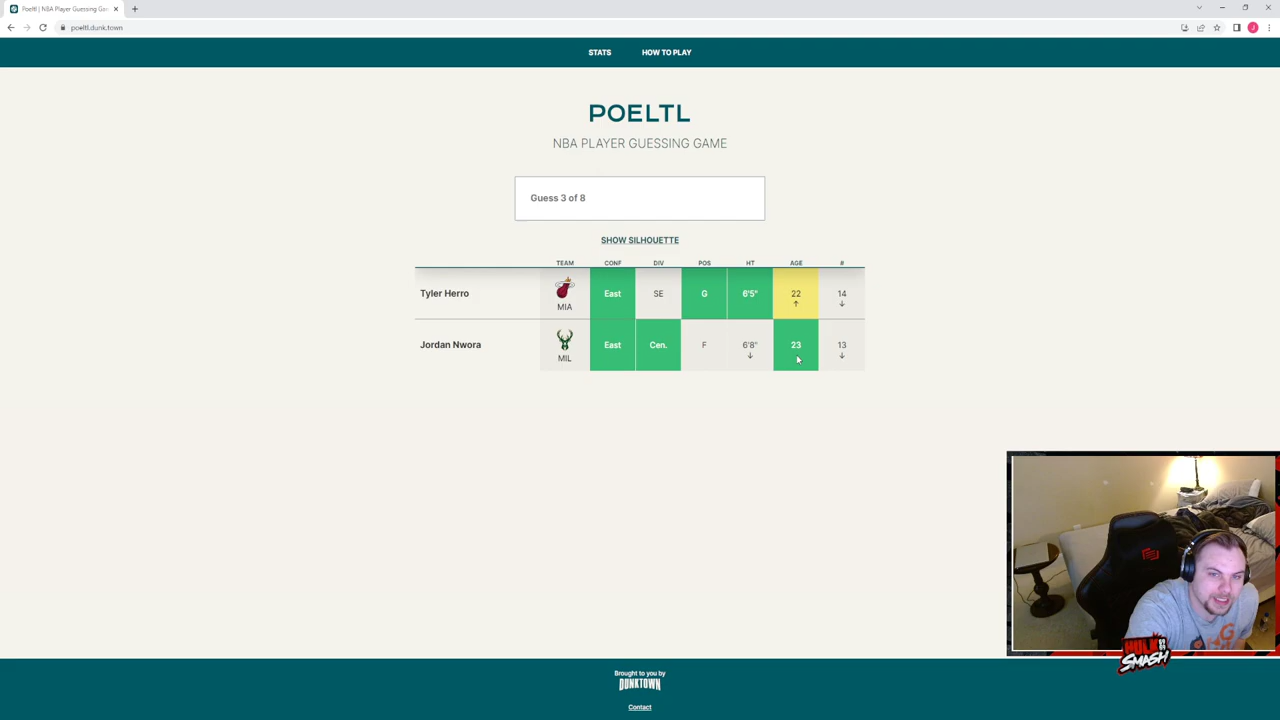 Poeltl | NBA Player Guessing Gam
poeltl.dunk.town
J
STATS
HOW TO PLAY
POELTL
NBA PLAYER GUESSING GAME
Guess 3 of 8
SHOW SILHOUETTE
TEAM CONF DIV POS HT AGE #
Tyler Herro MIA East SE G 6'5" 22 ↑ 14 ↓
Jordan Nwora MIL East Cen. F 6'8" ↓ 23 13 ↓
HULK
SMASH
Brought to you by
DUNKTOWN
Contact